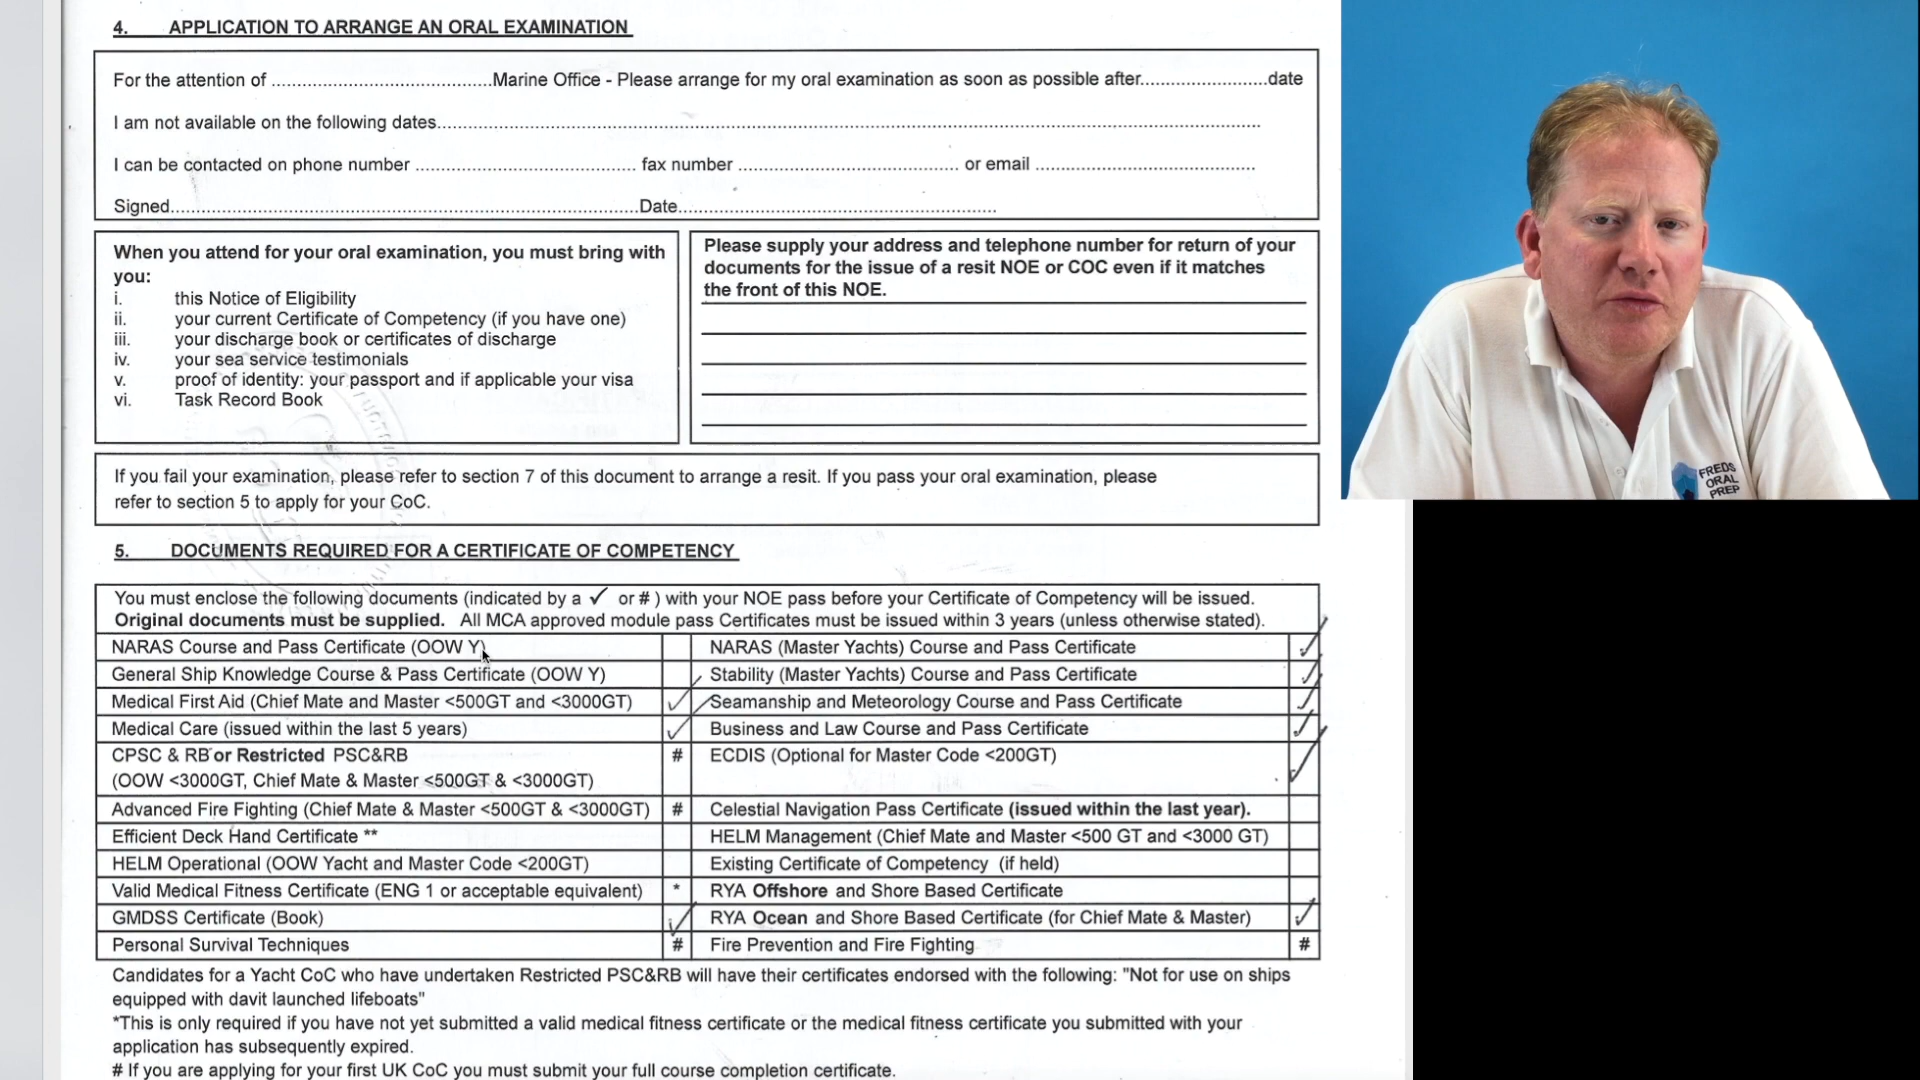 4. APPLICATION TO ARRANGE AN ORAL EXAMINATION
For the attention of ............................................Marine Office - Please arrange for my oral examination as soon as possible after.........................date
I am not available on the following dates....................................................................................................................................................................
I can be contacted on phone number ............................................ fax number ............................................ or email ............................................
Signed.............................................................................................Date...............................................................
When you attend for your oral examination, you must bring with
you:
i. this Notice of Eligibility
ii. your current Certificate of Competency (if you have one)
iii. your discharge book or certificates of discharge
iv. your sea service testimonials
v. proof of identity: your passport and if applicable your visa
vi. Task Record Book
Please supply your address and telephone number for return of your
documents for the issue of a resit NOE or COC even if it matches
the front of this NOE.
If you fail your examination, please refer to section 7 of this document to arrange a resit. If you pass your oral examination, please
refer to section 5 to apply for your CoC.
5. DOCUMENTS REQUIRED FOR A CERTIFICATE OF COMPETENCY
You must enclose the following documents (indicated by a ✓ or # ) with your NOE pass before your Certificate of Competency will be issued.
Original documents must be supplied. All MCA approved module pass Certificates must be issued within 3 years (unless otherwise stated).
NARAS Course and Pass Certificate (OOW Y) NARAS (Master Yachts) Course and Pass Certificate ✓
General Ship Knowledge Course & Pass Certificate (OOW Y) Stability (Master Yachts) Course and Pass Certificate ✓
Medical First Aid (Chief Mate and Master <500GT and <3000GT) ✓ Seamanship and Meteorology Course and Pass Certificate ✓
Medical Care (issued within the last 5 years) ✓ Business and Law Course and Pass Certificate ✓
CPSC & RB or Restricted PSC&RB # ECDIS (Optional for Master Code <200GT) ✓
(OOW <3000GT, Chief Mate & Master <500GT & <3000GT)
Advanced Fire Fighting (Chief Mate & Master <500GT & <3000GT) # Celestial Navigation Pass Certificate (issued within the last year).
Efficient Deck Hand Certificate ** HELM Management (Chief Mate and Master <500 GT and <3000 GT)
HELM Operational (OOW Yacht and Master Code <200GT) Existing Certificate of Competency (if held)
Valid Medical Fitness Certificate (ENG 1 or acceptable equivalent) * RYA Offshore and Shore Based Certificate
GMDSS Certificate (Book) ✓ RYA Ocean and Shore Based Certificate (for Chief Mate & Master) ✓
Personal Survival Techniques # Fire Prevention and Fire Fighting #
Candidates for a Yacht CoC who have undertaken Restricted PSC&RB will have their certificates endorsed with the following: "Not for use on ships
equipped with davit launched lifeboats"
*This is only required if you have not yet submitted a valid medical fitness certificate or the medical fitness certificate you submitted with your
application has subsequently expired.
# If you are applying for your first UK CoC you must submit your full course completion certificate.
FREDS
ORAL
PREP